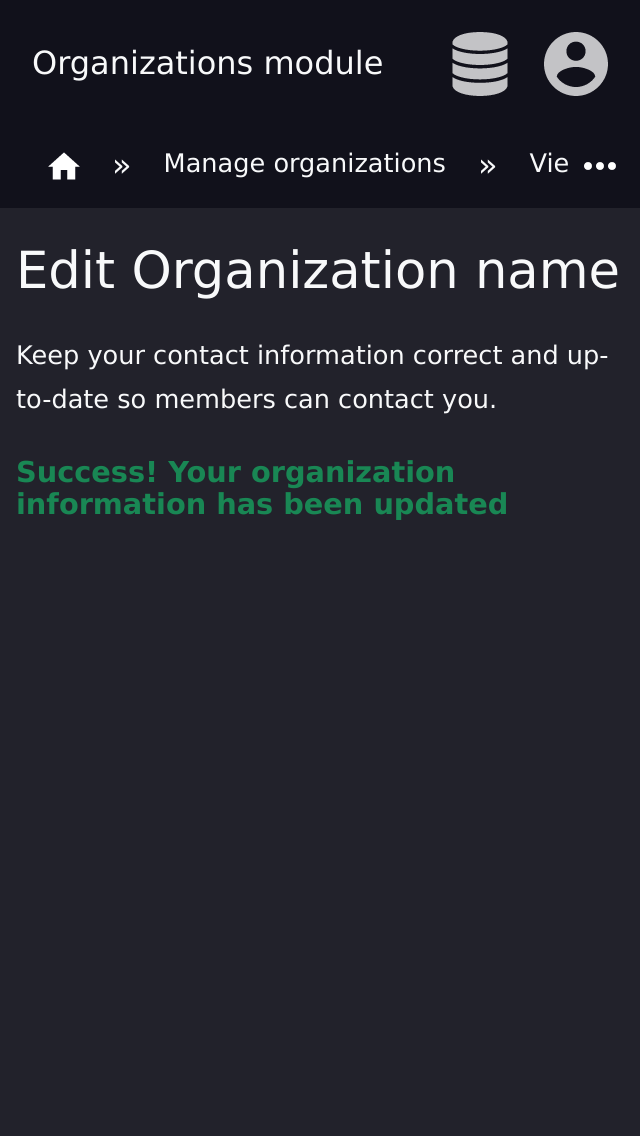 Organizations module
» Manage organizations » Vie
Edit Organization name
Keep your contact information correct and up-
to-date so members can contact you.
Success! Your organization
information has been updated